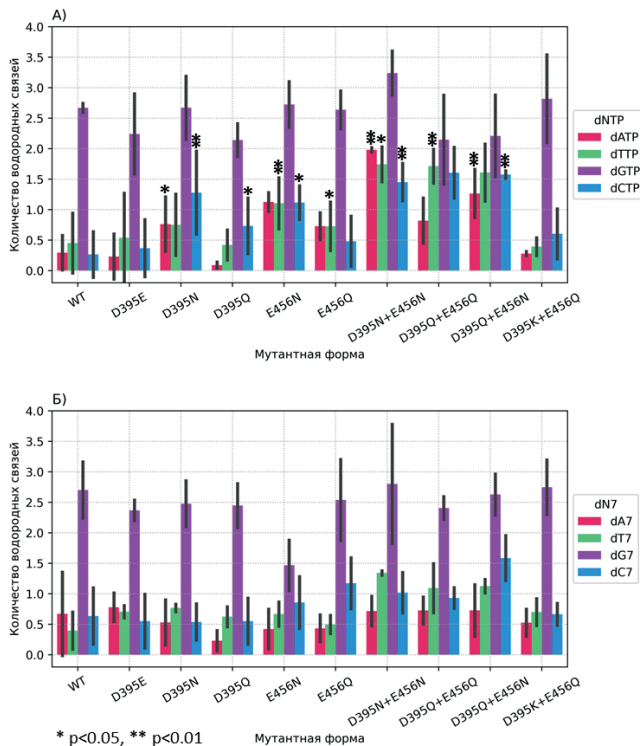 А)
Количество водородных связей
4.0
3.5
3.0
2.5
2.0
1.5
1.0
0.5
0.0
** * ** ** ** **
* * ** * *
*
dNTP
dATP
dTTP
dGTP
dCTP
WT
D395E
D395N
D395Q
E456N
E456Q
D395N+E456N
D395Q+E456Q
D395Q+E456N
D395K+E456Q
Мутантная форма
Б)
Количество водородных связей
4.0
3.5
3.0
2.5
2.0
1.5
1.0
0.5
0.0
dN7
dA7
dT7
dG7
dC7
WT
D395E
D395N
D395Q
E456N
E456Q
D395N+E456N
D395Q+E456Q
D395Q+E456N
D395K+E456Q
Мутантная форма
* p<0.05, ** p<0.01